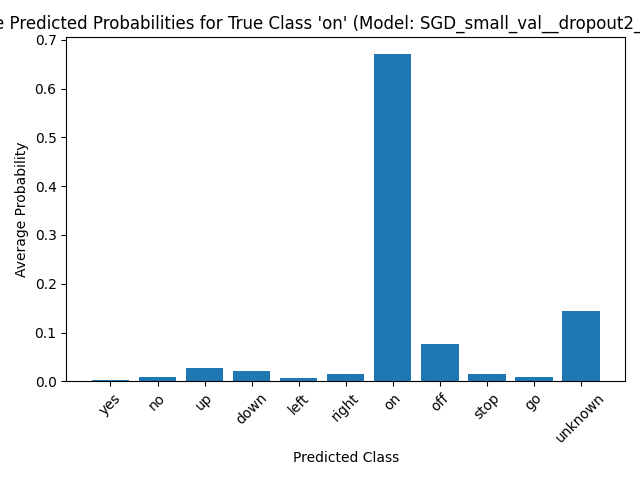 e Predicted Probabilities for True Class 'on' (Model: SGD_small_val__dropout2_
0.7
0.6
0.5
0.4
0.3
0.2
0.1
0.0
Average Probability
yes
no
up
down
left
right
on
off
stop
go
unknown
Predicted Class